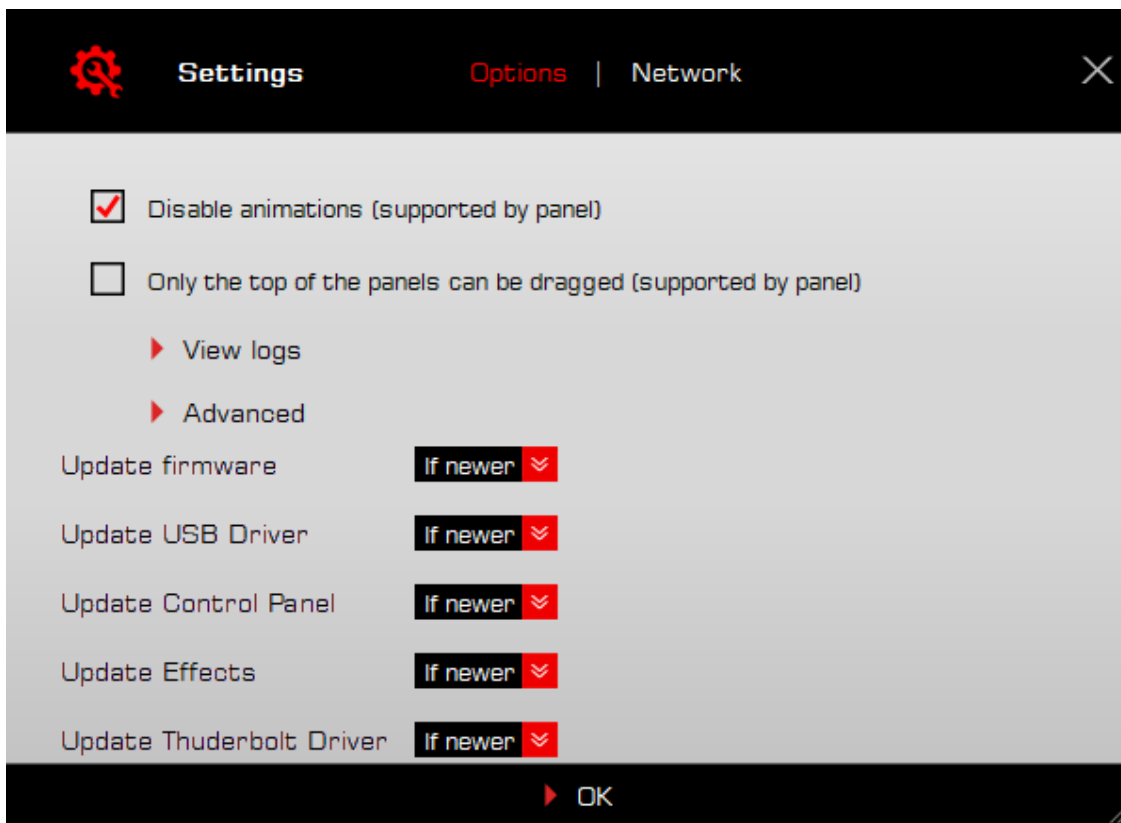 Settings Options | Network
Disable animations (supported by panel)
Only the top of the panels can be dragged (supported by panel)
View logs
Advanced
Update firmware If newer
Update USB Driver If newer
Update Control Panel If newer
Update Effects If newer
Update Thuderbolt Driver If newer
OK